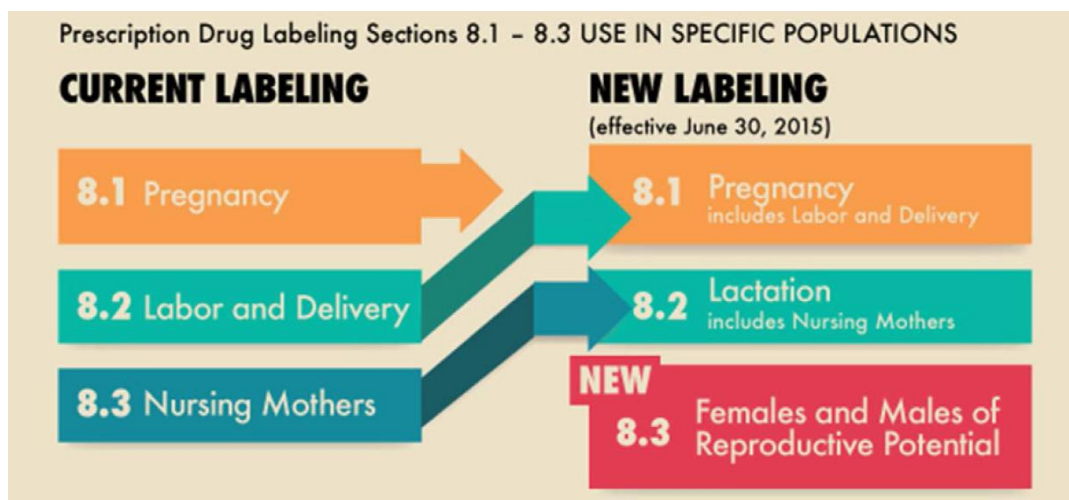 Prescription Drug Labeling Sections 8.1 – 8.3 USE IN SPECIFIC POPULATIONS
CURRENT LABELING
8.1 Pregnancy
8.2 Labor and Delivery
8.3 Nursing Mothers
NEW LABELING
(effective June 30, 2015)
8.1 Pregnancy
includes Labor and Delivery
8.2 Lactation
includes Nursing Mothers
NEW
8.3 Females and Males of
Reproductive Potential